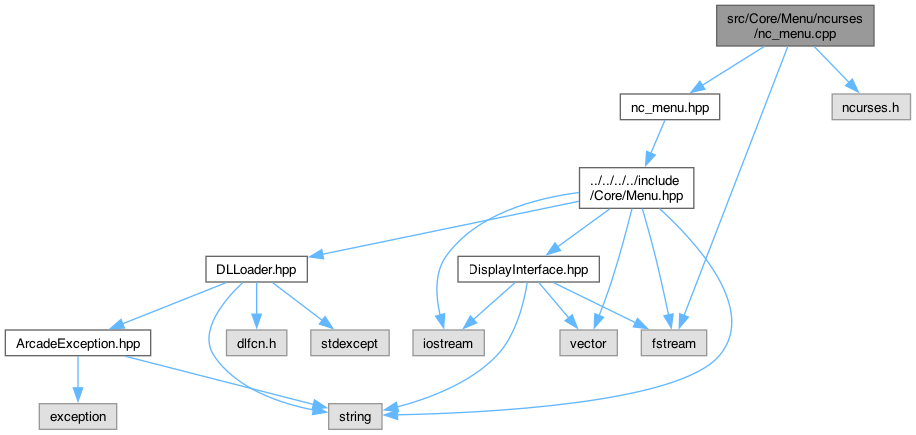 src/Core/Menu/ncurses
/nc_menu.cpp
nc_menu.hpp
ncurses.h
../../../../include
/Core/Menu.hpp
DLLoader.hpp
DisplayInterface.hpp
ArcadeException.hpp
dlfcn.h
stdexcept
iostream
vector
fstream
exception
string